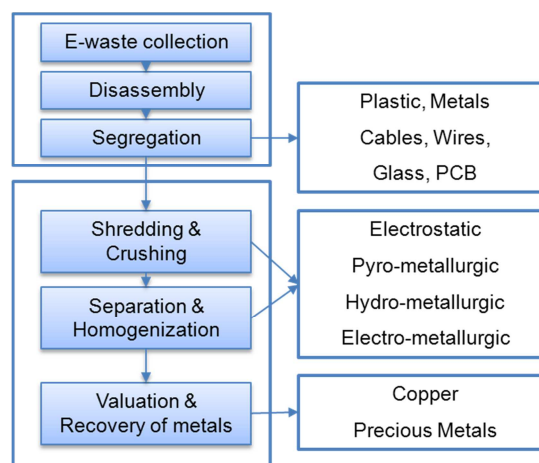 E-waste collection
Disassembly
Segregation
Plastic, Metals
Cables, Wires,
Glass, PCB
Shredding &
Crushing
Separation &
Homogenization
Electrostatic
Pyro-metallurgic
Hydro-metallurgic
Electro-metallurgic
Valuation &
Recovery of metals
Copper
Precious Metals